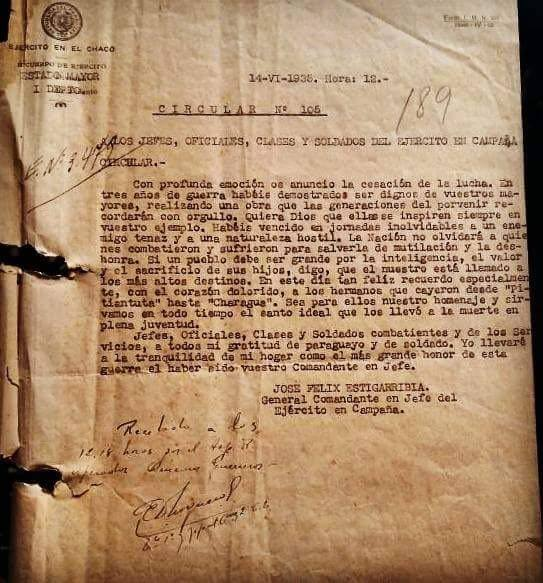 EJERCITO EN EL CHACO
CUERPO DE EJERCITO
ESTADO MAYOR
I DEPTO
14-VI-1935. Hora: 12.-
189
CIRCULAR Nº 105
A LOS JEFES, OFICIALES, CLASES Y SOLDADOS DEL EJERCITO EN CAMPAÑA
CIRCULAR.-
Con profunda emoción os anuncio la cesación de la lucha. En
tres años de guerra habéis demostrados ser dignos de vuestros ma-
yores, realizando una obra que las generaciones del porvenir re-
cordarán con orgullo. Quiera Dios que ellas se inspiren siempre en
vuestro ejemplo. Habéis vencido en jornadas inolvidables a un ene-
migo tenaz y a una naturaleza hostil. La Nación no olvidará a quie-
nes combatieron y sufrieron para salvarla de mutilación y la des-
honra. Si un pueblo debe ser grande por la inteligencia, el valor
y el sacrificio de sus hijos, digo, que el nuestro está llamado a
los más altos destinos. En este día tan feliz recuerdo especialmen-
te, con el corazón dolorido, a los hermanos que cayeron desde "Pi-
tiantuta" hasta "Charagua". Sea para ellos nuestro homenaje y sir-
vamos en todo tiempo el santo ideal que los llevó a la muerte en
plena juventud.
Jefes, Oficiales, Clases y Soldados combatientes y de los Ser-
vicios, a todos mi gratitud de paraguayo y de soldado. Yo llevaré
a la tranquilidad de mi hogar como el más grande honor de esta
guerra el haber sido vuestro Comandante en Jefe.
JOSE FELIX ESTIGARRIBIA.
General Comandante en Jefe del
Ejército en Campaña.
Recibido a los
12.18 horas por el